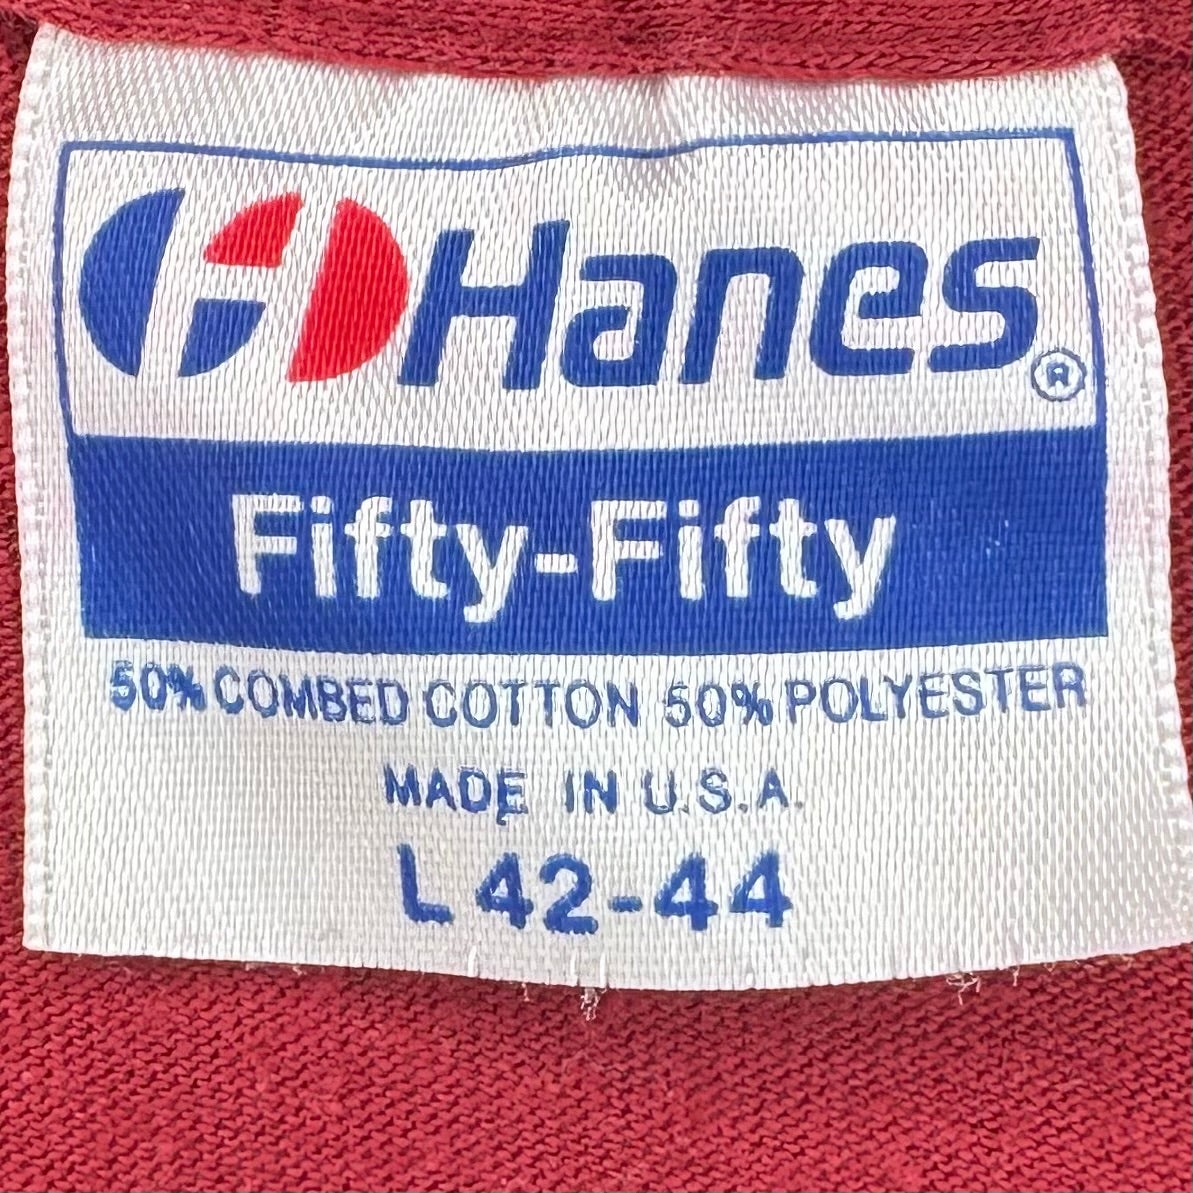 Hanes®
Fifty-Fifty
50% COMBED COTTON 50% POLYESTER
MADE IN U.S.A.
L 42-44